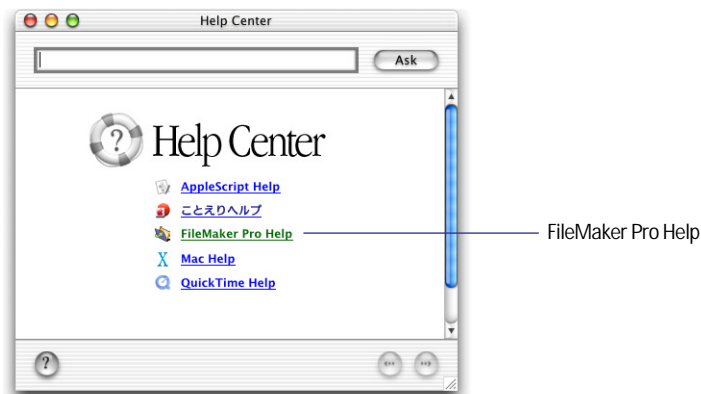 Help Center
Ask
Help Center
AppleScript Help
ことえりヘルプ
FileMaker Pro Help
FileMaker Pro Help
Mac Help
QuickTime Help